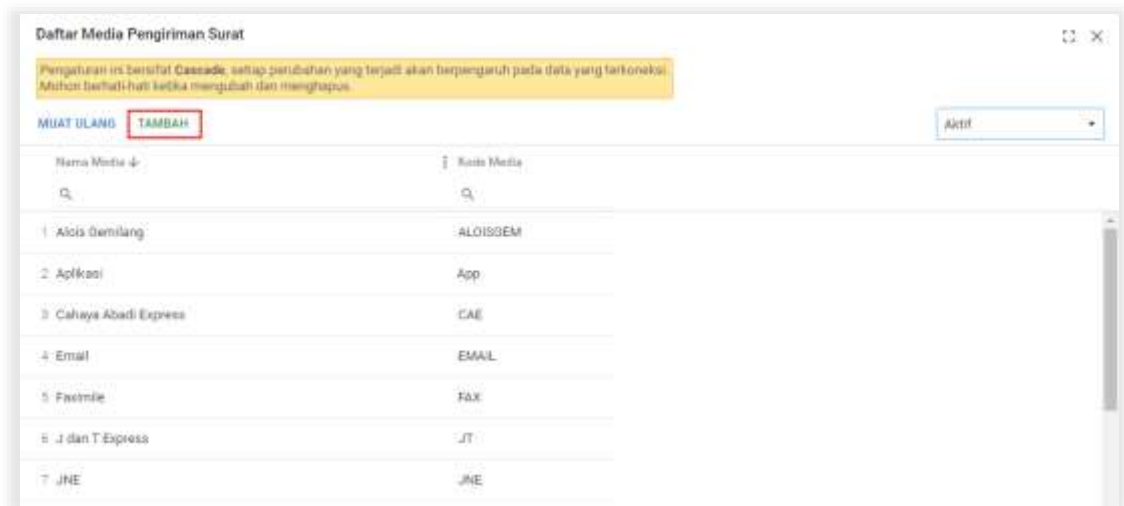 Daftar Media Pengiriman Surat
Pengaturan ini bersifat Cascade, setiap perubahan yang terjadi akan berpengaruh pada data yang terkoneksi.
Mohon berhati-hati ketika mengubah dan menghapus.
MUAT ULANG TAMBAH Aktif
Nama Media Kode Media
1 Alois Gemilang ALOISGEM
2 Aplikasi App
3 Cahaya Abadi Express CAE
4 Email EMAIL
5 Faximile FAX
6 J dan T Express JT
7 JNE JNE